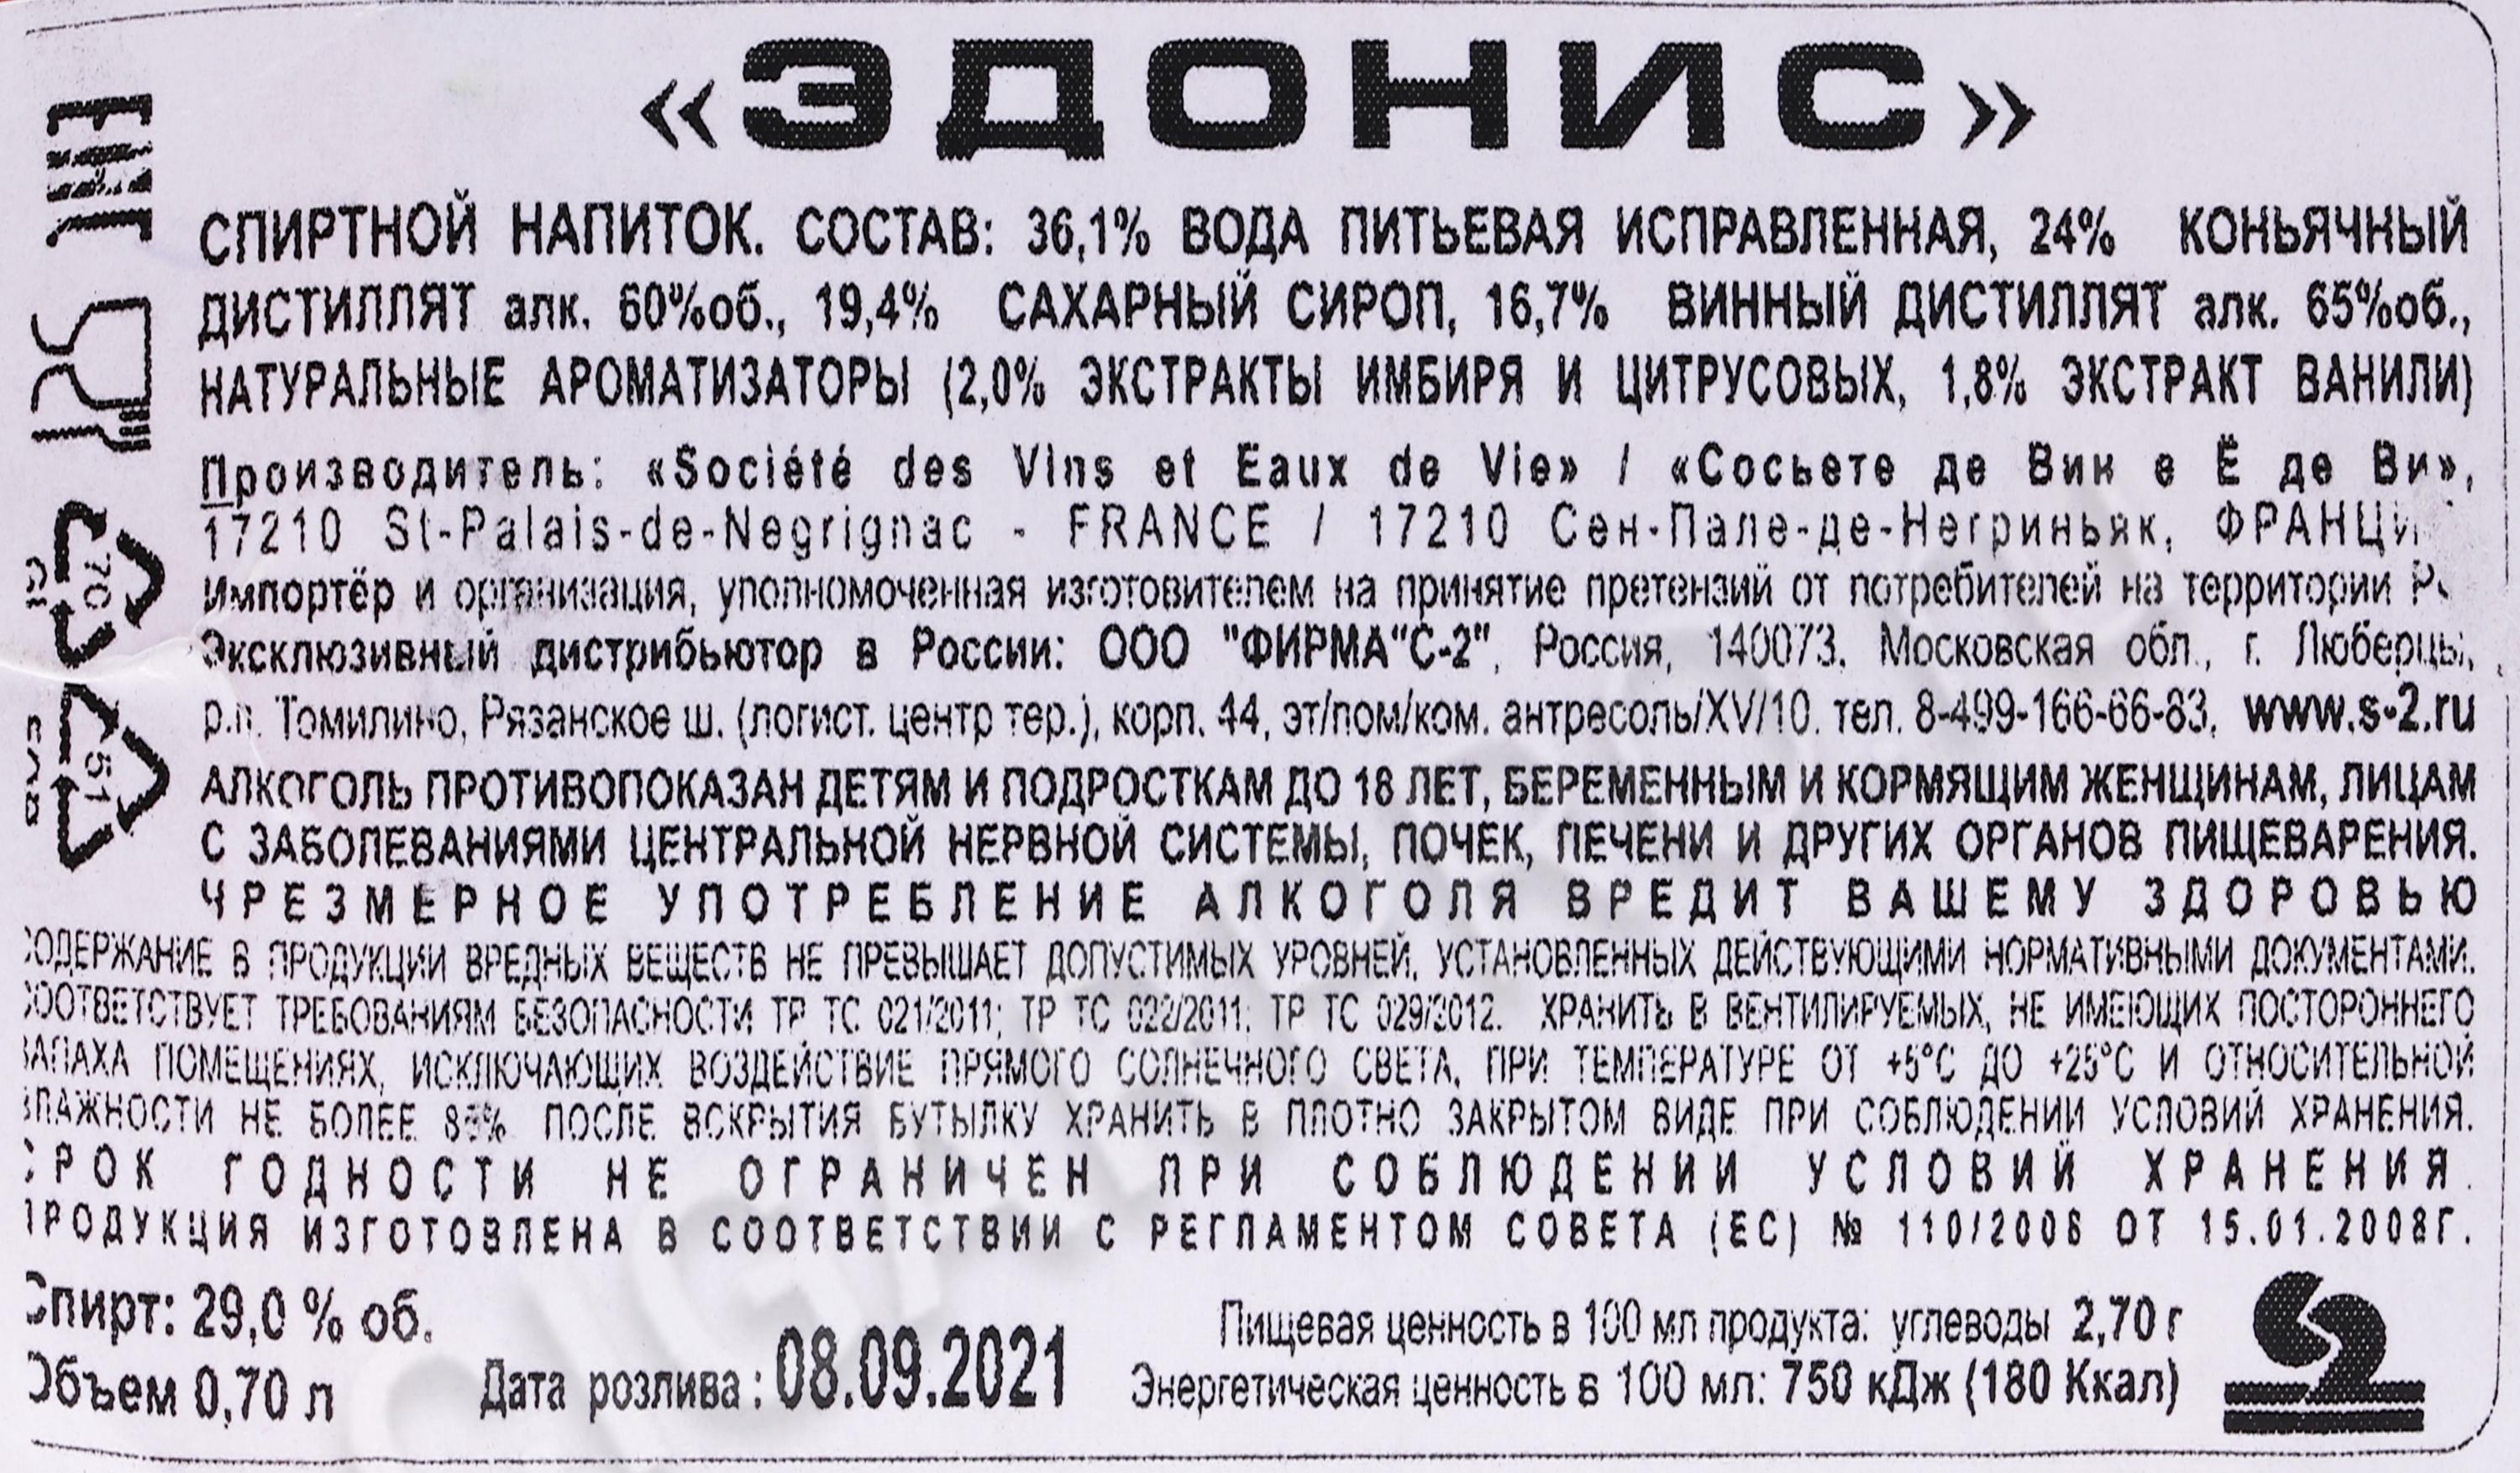 «ЭДОНИС»
СПИРТНОЙ НАПИТОК. СОСТАВ: 36,1% ВОДА ПИТЬЕВАЯ ИСПРАВЛЕННАЯ, 24% КОНЬЯЧНЫЙ
ДИСТИЛЛЯТ алк. 60%об., 19,4% САХАРНЫЙ СИРОП, 16,7% ВИННЫЙ ДИСТИЛЛЯТ алк. 65%об.,
НАТУРАЛЬНЫЕ АРОМАТИЗАТОРЫ (2,0% ЭКСТРАКТЫ ИМБИРЯ И ЦИТРУСОВЫХ, 1,8% ЭКСТРАКТ ВАНИЛИ)
Производитель: «Société des Vins et Eaux de Vie» / «Сосьете де Вин е Ё де Ви»,
17210 St-Palais-de-Negrignac - FRANCE / 17210 Сен-Пале-де-Негриньяк, ФРАНЦИ
Импортёр и организация, уполномоченная изготовителем на принятие претензий от потребителей на территории
Эксклюзивный дистрибьютор в России: ООО "ФИРМА"С-2", Россия, 140073, Московская обл., г. Люберцы,
р.п. Томилино, Рязанское ш. (логист. центр тер.), корп. 44, эт/пом/ком. антресоль/XV/10. тел. 8-499-166-66-83, www.s-2.ru
АЛКОГОЛЬ ПРОТИВОПОКАЗАН ДЕТЯМ И ПОДРОСТКАМ ДО 18 ЛЕТ, БЕРЕМЕННЫМ И КОРМЯЩИМ ЖЕНЩИНАМ, ЛИЦАМ
С ЗАБОЛЕВАНИЯМИ ЦЕНТРАЛЬНОЙ НЕРВНОЙ СИСТЕМЫ, ПОЧЕК, ПЕЧЕНИ И ДРУГИХ ОРГАНОВ ПИЩЕВАРЕНИЯ.
ЧРЕЗМЕРНОЕ УПОТРЕБЛЕНИЕ АЛКОГОЛЯ ВРЕДИТ ВАШЕМУ ЗДОРОВЬЮ
СОДЕРЖАНИЕ В ПРОДУКЦИИ ВРЕДНЫХ ВЕЩЕСТВ НЕ ПРЕВЫШАЕТ ДОПУСТИМЫХ УРОВНЕЙ, УСТАНОВЛЕННЫХ ДЕЙСТВУЮЩИМИ НОРМАТИВНЫМИ ДОКУМЕНТАМИ.
СООТВЕТСТВУЕТ ТРЕБОВАНИЯМ БЕЗОПАСНОСТИ ТР ТС 021/2011; ТР ТС 022/2011; ТР ТС 029/2012. ХРАНИТЬ В ВЕНТИЛИРУЕМЫХ, НЕ ИМЕЮЩИХ ПОСТОРОННЕГО
ЗАПАХА ПОМЕЩЕНИЯХ, ИСКЛЮЧАЮЩИХ ВОЗДЕЙСТВИЕ ПРЯМОГО СОЛНЕЧНОГО СВЕТА, ПРИ ТЕМПЕРАТУРЕ ОТ +5°С ДО +25°С И ОТНОСИТЕЛЬНОЙ
ВЛАЖНОСТИ НЕ БОЛЕЕ 85% ПОСЛЕ ВСКРЫТИЯ БУТЫЛКУ ХРАНИТЬ В ПЛОТНО ЗАКРЫТОМ ВИДЕ ПРИ СОБЛЮДЕНИИ УСЛОВИЙ ХРАНЕНИЯ.
СРОК ГОДНОСТИ НЕ ОГРАНИЧЕН ПРИ СОБЛЮДЕНИИ УСЛОВИЙ ХРАНЕНИЯ.
ПРОДУКЦИЯ ИЗГОТОВЛЕНА В СООТВЕТСТВИИ С РЕГЛАМЕНТОМ СОВЕТА (ЕС) № 110/2008 ОТ 15.01.2008Г.
Спирт: 29,0 % об.
Объем 0,70 л
Дата розлива: 08.09.2021
Пищевая ценность в 100 мл продукта: углеводы 2,70 г
Энергетическая ценность в 100 мл: 750 кДж (180 Ккал)
70
51